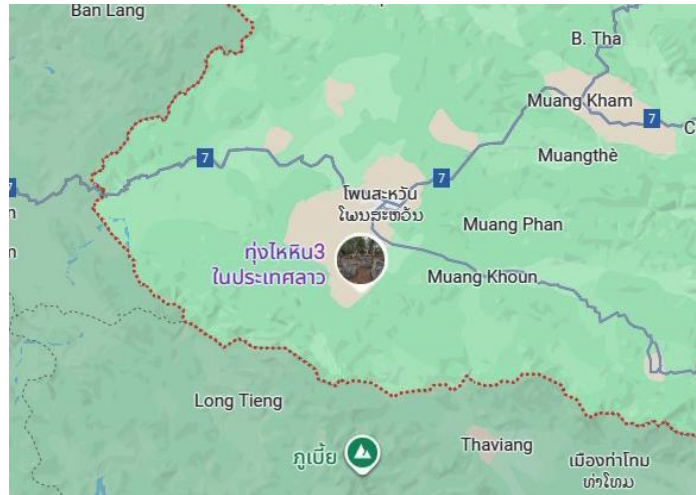 Ban Lang
B. Tha
Muang Kham
7
7
Muangthè
7
7
โพนสะหวัน
ໂພນສະຫວັນ
Muang Phan
ทุ่งไหหิน3
ในประเทศลาว
Muang Khoun
Long Tieng
Thaviang
ภูเบี้ย
เมืองท่าโทม
ທ່າໂທມ